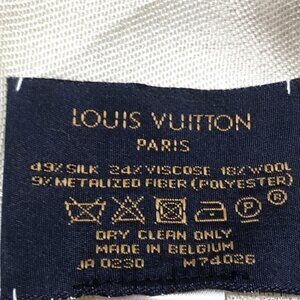 LOUIS VUITTON
PARIS
49% SILK 24% VISCOSE 18% WOOL
9% METALIZED FIBER (POLYESTER)
P ®
DRY CLEAN ONLY
MADE IN BELGIUM
JA 0230 M74026